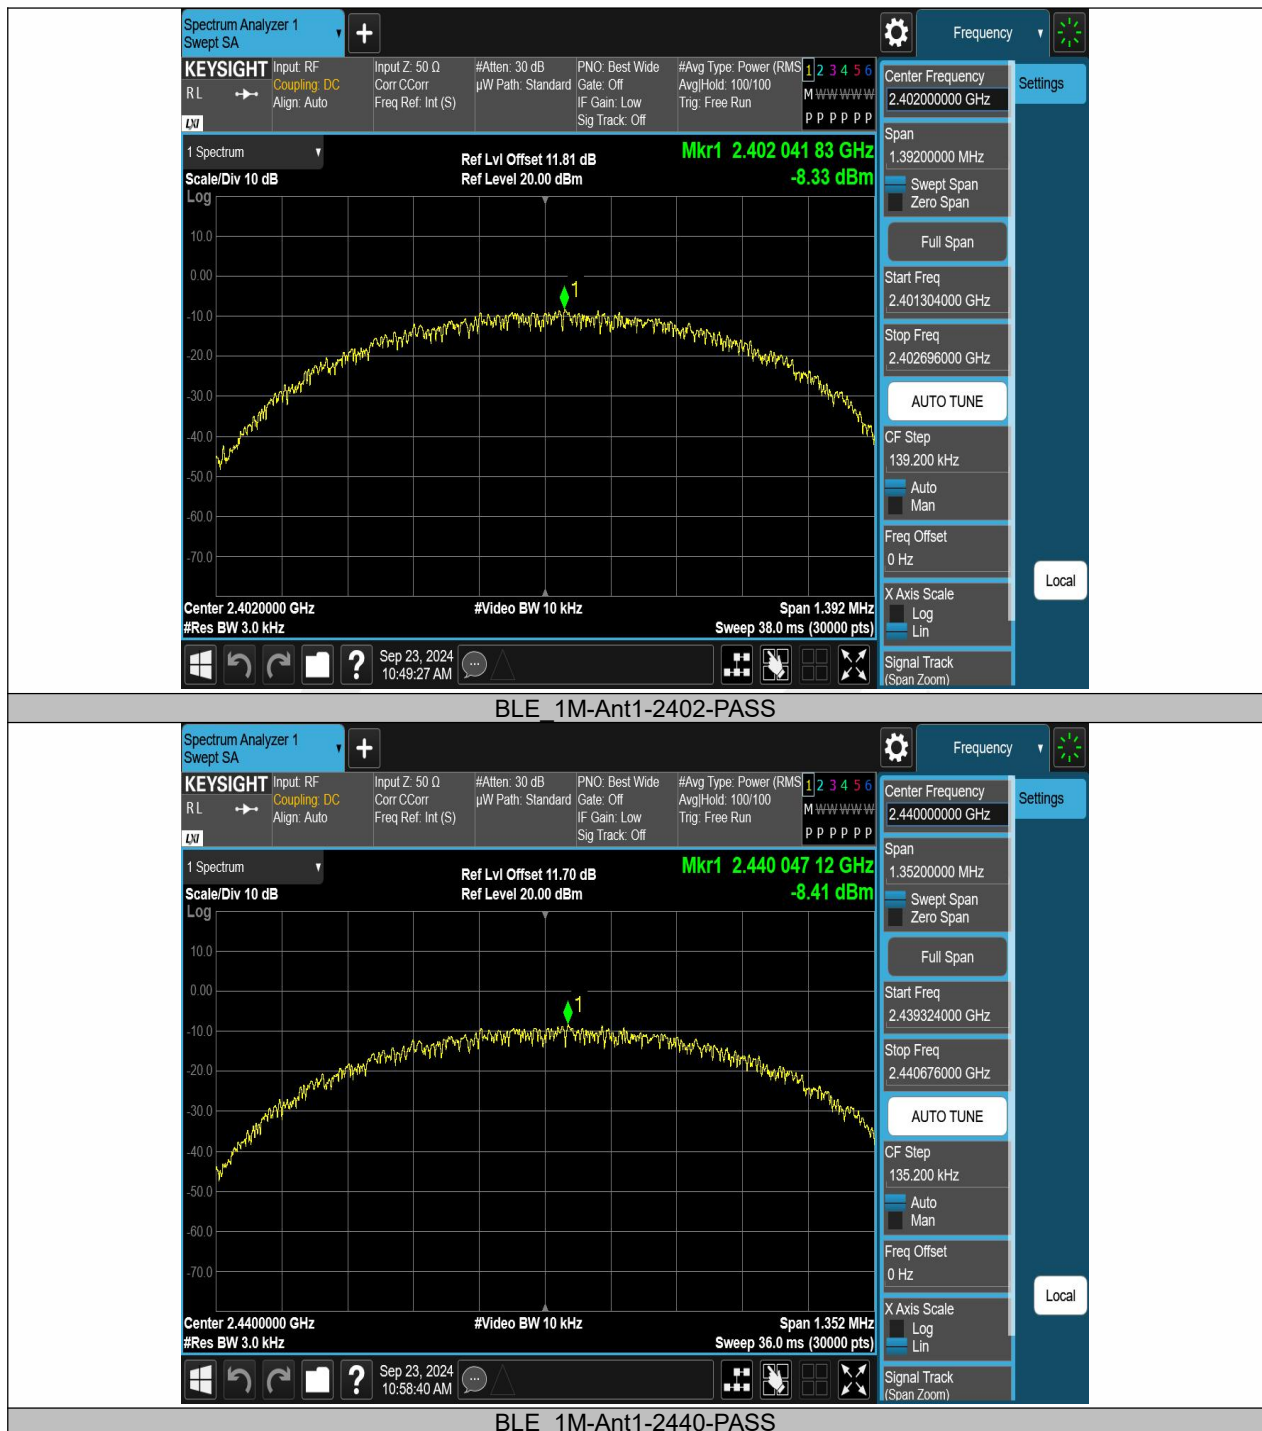 Spectrum Analyzer 1
Swept SA
+
Frequency
KEYSIGHT
R L
LXI
Input: RF
Coupling: DC
Align: Auto
Input Z: 50 Ω
Corr CCorr
Freq Ref: Int (S)
#Atten: 30 dB
µW Path: Standard
PNO: Best Wide
Gate: Off
IF Gain: Low
Sig Track: Off
#Avg Type: Power (RMS
Avg|Hold: 100/100
Trig: Free Run
1 2 3 4 5 6
M W W W W W
P P P P P P
1 Spectrum
Scale/Div 10 dB
Log
Ref Lvl Offset 11.81 dB
Ref Level 20.00 dBm
Mkr1 2.402 041 83 GHz
-8.33 dBm
10.0
0.00
-10.0
-20.0
-30.0
-40.0
-50.0
-60.0
-70.0
1
Center 2.4020000 GHz
#Res BW 3.0 kHz
#Video BW 10 kHz
Span 1.392 MHz
Sweep 38.0 ms (30000 pts)
?
Sep 23, 2024
10:49:27 AM
Center Frequency
2.402000000 GHz
Span
1.39200000 MHz
Swept Span
Zero Span
Full Span
Start Freq
2.401304000 GHz
Stop Freq
2.402696000 GHz
AUTO TUNE
CF Step
139.200 kHz
Auto
Man
Freq Offset
0 Hz
X Axis Scale
Log
Lin
Signal Track
(Span Zoom)
Settings
Local
BLE_1M-Ant1-2402-PASS
Spectrum Analyzer 1
Swept SA
+
Frequency
KEYSIGHT
R L
LXI
Input: RF
Coupling: DC
Align: Auto
Input Z: 50 Ω
Corr CCorr
Freq Ref: Int (S)
#Atten: 30 dB
µW Path: Standard
PNO: Best Wide
Gate: Off
IF Gain: Low
Sig Track: Off
#Avg Type: Power (RMS
Avg|Hold: 100/100
Trig: Free Run
1 2 3 4 5 6
M W W W W W
P P P P P P
1 Spectrum
Scale/Div 10 dB
Log
Ref Lvl Offset 11.70 dB
Ref Level 20.00 dBm
Mkr1 2.440 047 12 GHz
-8.41 dBm
10.0
0.00
-10.0
-20.0
-30.0
-40.0
-50.0
-60.0
-70.0
1
Center 2.4400000 GHz
#Res BW 3.0 kHz
#Video BW 10 kHz
Span 1.352 MHz
Sweep 36.0 ms (30000 pts)
?
Sep 23, 2024
10:58:40 AM
Center Frequency
2.440000000 GHz
Span
1.35200000 MHz
Swept Span
Zero Span
Full Span
Start Freq
2.439324000 GHz
Stop Freq
2.440676000 GHz
AUTO TUNE
CF Step
135.200 kHz
Auto
Man
Freq Offset
0 Hz
X Axis Scale
Log
Lin
Signal Track
(Span Zoom)
Settings
Local
BLE_1M-Ant1-2440-PASS